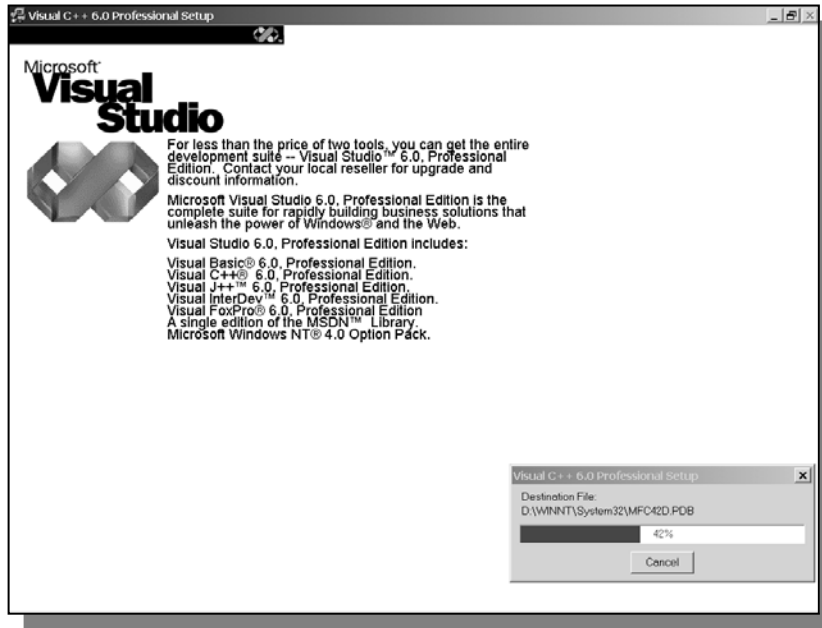 Visual C++ 6.0 Professional Setup
Microsoft
Visual
Studio
For less than the price of two tools, you can get the entire
development suite -- Visual Studio™ 6.0, Professional
Edition. Contact your local reseller for upgrade and
discount information.
Microsoft Visual Studio 6.0, Professional Edition is the
complete suite for rapidly building business solutions that
unleash the power of Windows® and the Web.
Visual Studio 6.0, Professional Edition includes:
Visual Basic® 6.0, Professional Edition.
Visual C++® 6.0, Professional Edition.
Visual J++™ 6.0, Professional Edition.
Visual InterDev™ 6.0, Professional Edition.
Visual FoxPro® 6.0, Professional Edition
A single edition of the MSDN™ Library.
Microsoft Windows NT® 4.0 Option Pack.
Visual C++ 6.0 Professional Setup
Destination File:
D:\WINNT\System32\MFC42D.PDB
42%
Cancel